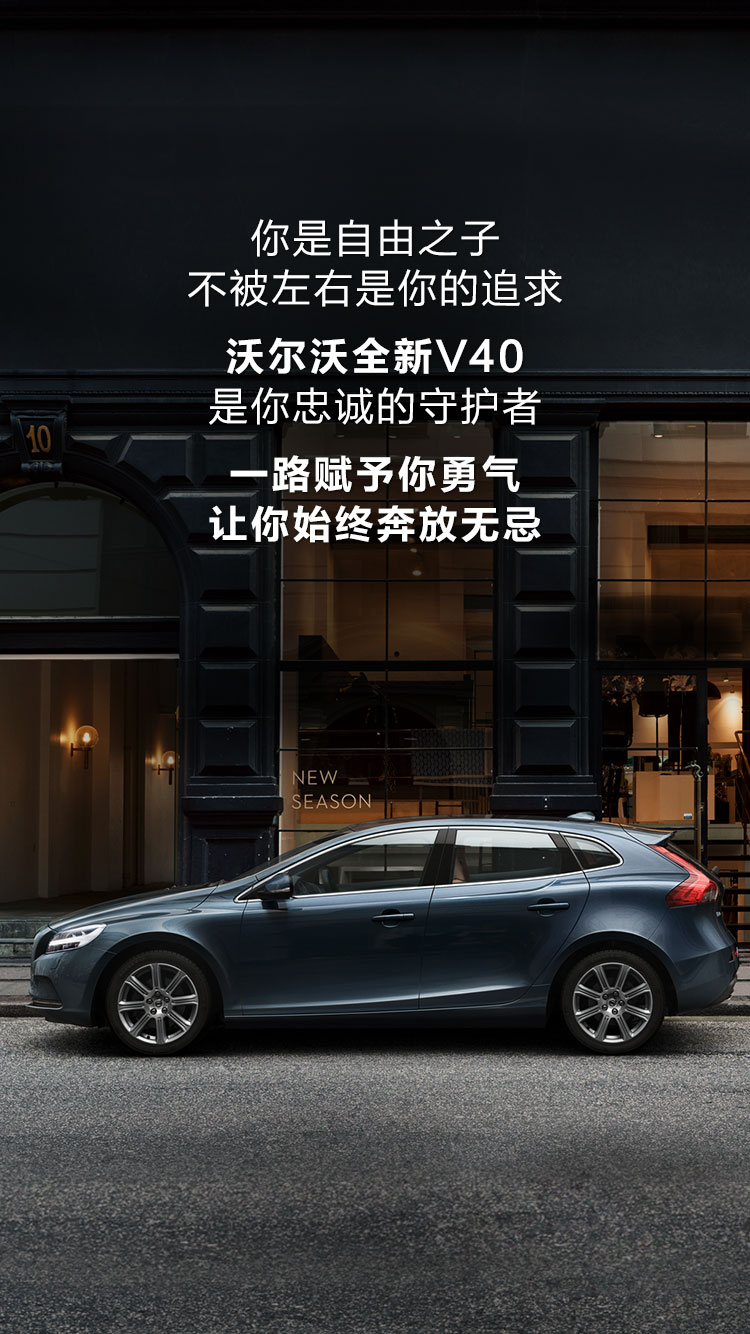 你是自由之子
不被左右是你的追求
沃尔沃全新V40
是你忠诚的守护者
一路赋予你勇气
让你始终奔放无忌
10
NEW
SEASON